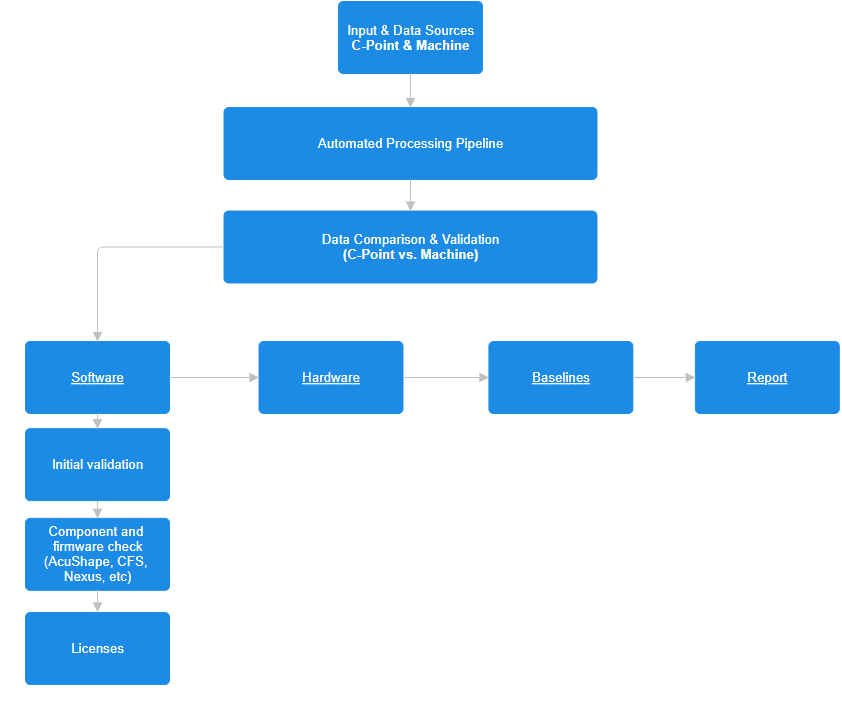 Input & Data Sources
C-Point & Machine
Automated Processing Pipeline
Data Comparison & Validation
(C-Point vs. Machine)
Software
Hardware
Baselines
Report
Initial validation
Component and
firmware check
(AcuShape, CFS,
Nexus, etc)
Licenses